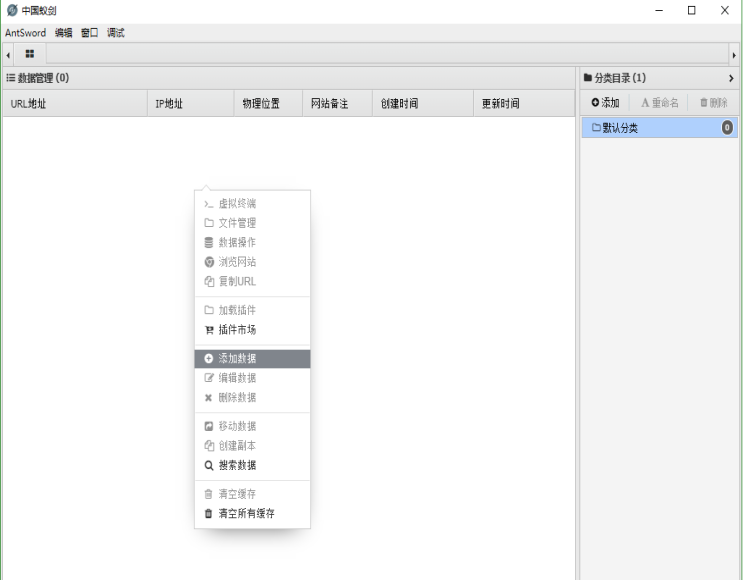 中国蚁剑
AntSword 编辑 窗口 调试
数据管理 (0)
分类目录 (1)
URL地址 IP地址 物理位置 网站备注 创建时间 更新时间
添加 重命名 删除
默认分类 0
虚拟终端
文件管理
数据操作
浏览网站
复制URL
加载插件
插件市场
添加数据
编辑数据
删除数据
移动数据
创建副本
搜索数据
清空缓存
清空所有缓存